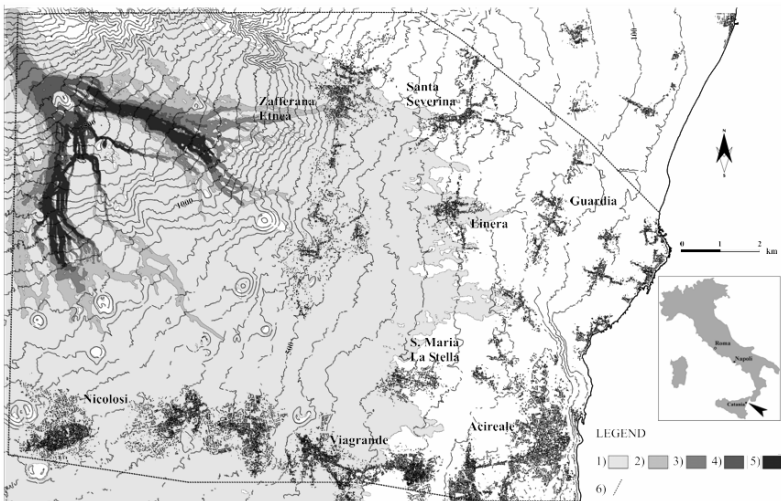 Zafferana
Etnea
Santa
Severina
N
100
Guardia
1000
Linera
0 1 2
km
500
S. Maria
La Stella
Roma
Napoli
Catania
Nicolosi
Viagrande
Acireale
LEGEND
1) 2) 3) 4) 5)
6)